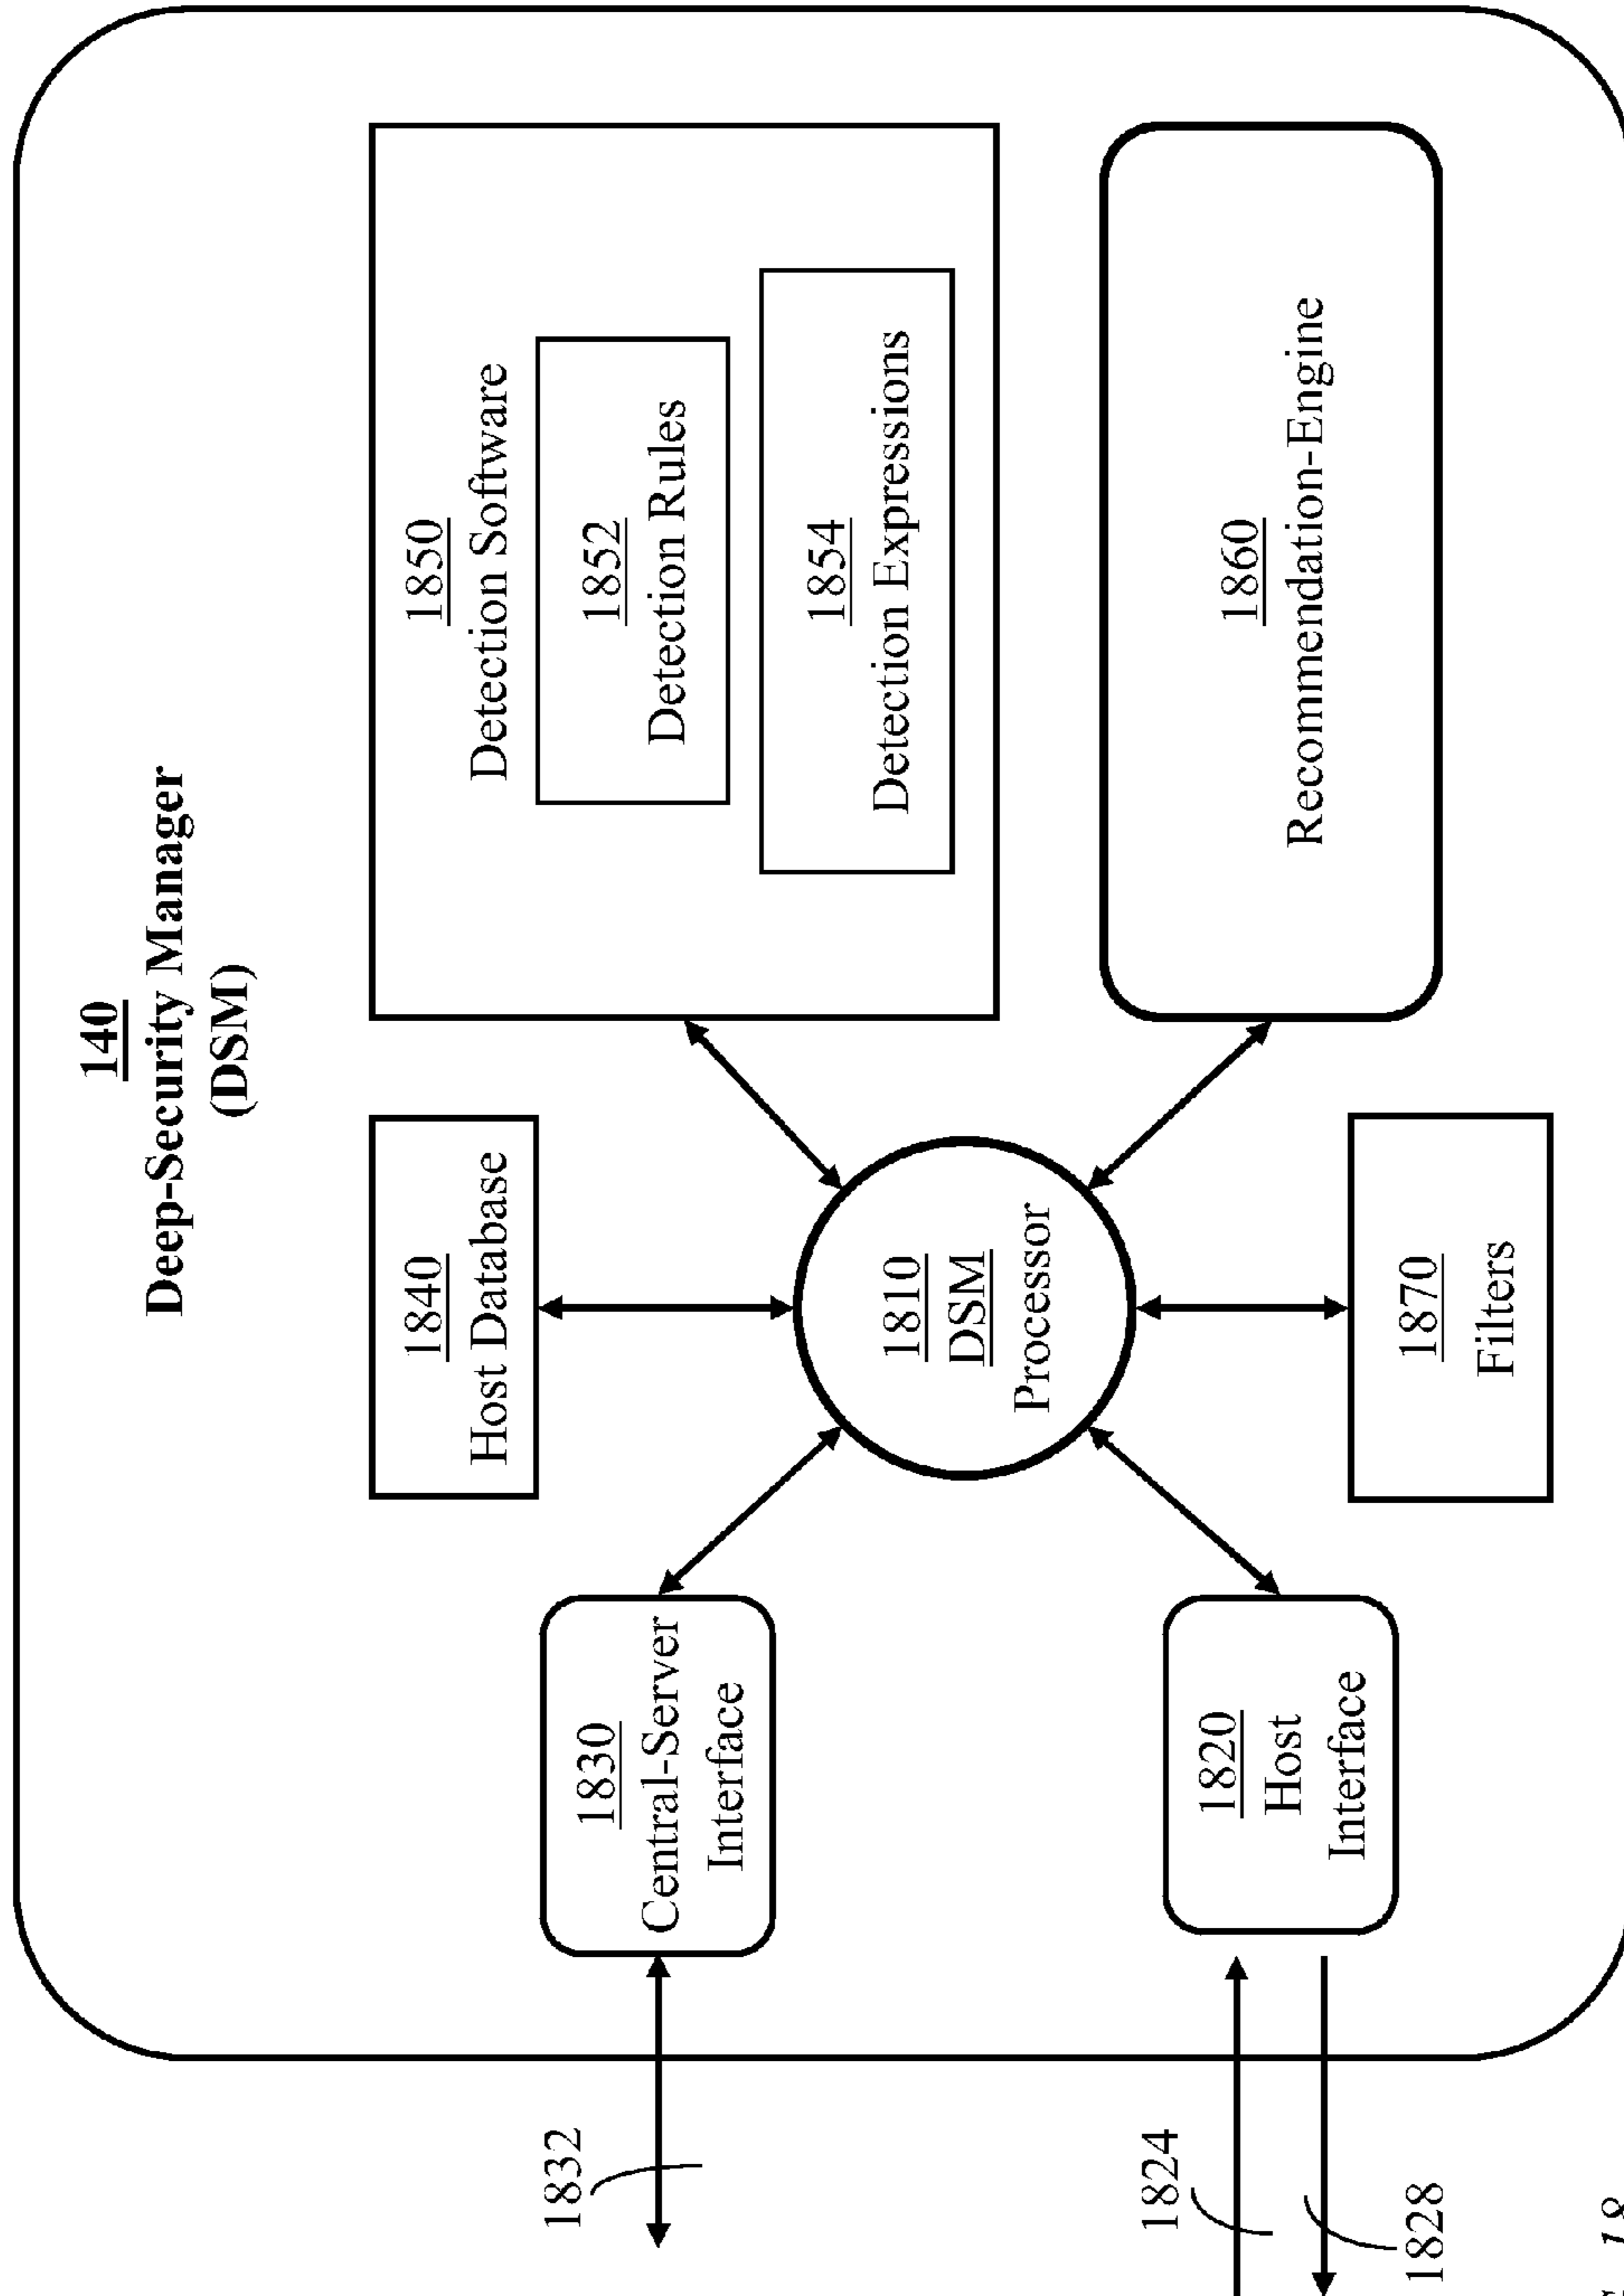 140
Deep-Security Manager
(DSM)
1832
1830
Central-Server
Interface
1840
Host Database
1850
Detection Software
1852
Detection Rules
1854
Detection Expressions
1810
DSM
Processor
1824
1828
1820
Host
Interface
1870
Filters
1860
Recommendation-Engine
18